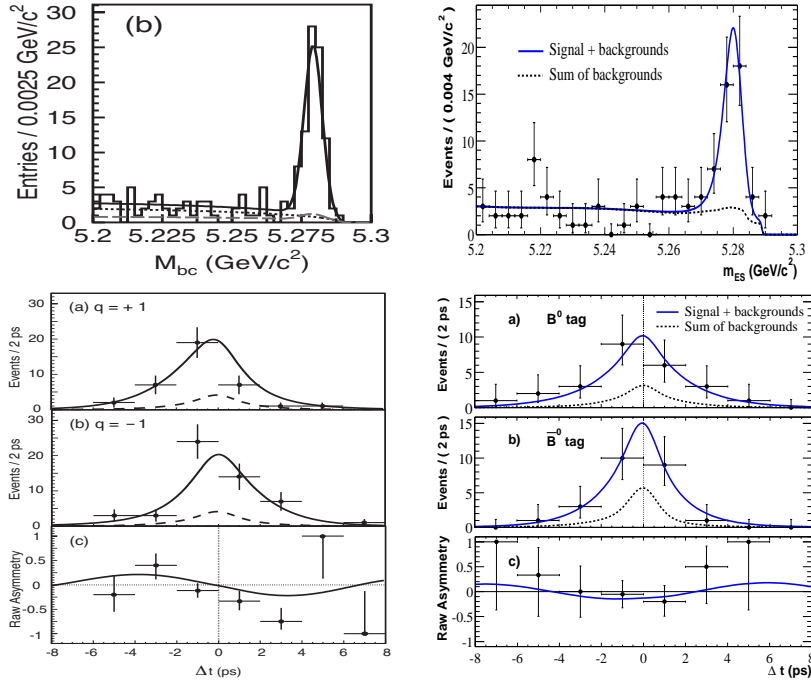 (b)
Entries / 0.0025 GeV/c²
30
25
20
15
10
5
0
5.2
5.225
5.25
5.275
5.3
M_bc (GeV/c²)
Events / ( 0.004 GeV/c² )
20
15
10
5
0
Signal + backgrounds
Sum of backgrounds
5.2
5.22
5.24
5.26
5.28
5.3
m_ES (GeV/c²)
(a) q = + 1
Events / 2 ps
30
20
10
0
(b) q = − 1
Events / 2 ps
40
20
0
(c)
Raw Asymmetry
1
0.5
0
-0.5
-1
-8
-6
-4
-2
0
2
4
6
8
Δ t (ps)
a)
B⁰ tag
Signal + backgrounds
Sum of backgrounds
Events / ( 2 ps )
15
10
5
0
b)
B̅⁰ tag
Events / ( 2 ps )
15
10
5
0
c)
Raw Asymmetry
1
0.5
0
-0.5
-1
-8
-6
-4
-2
0
2
4
6
8
Δ t (ps)